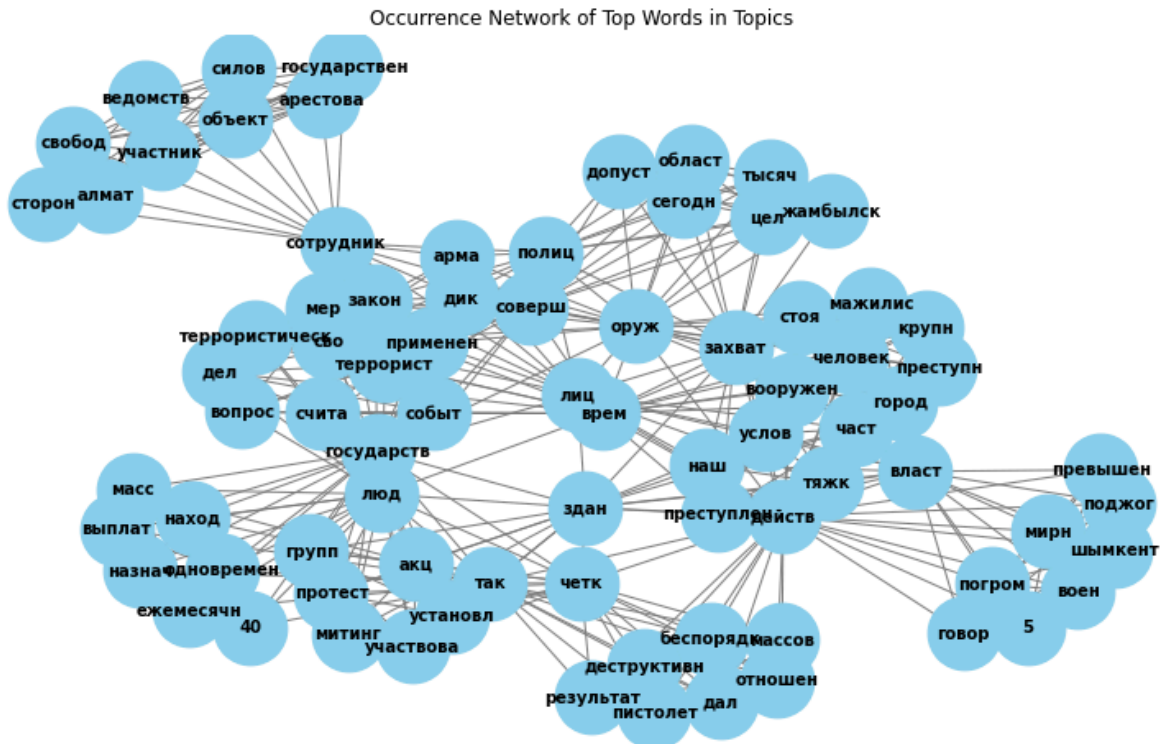 Occurrence Network of Top Words in Topics
силов
государствен
ведомств
арестова
объект
свобод
участник
сторон
алмат
допуст
област
тысяч
сегодн
цел
жамбылск
сотрудник
арма
полиц
мер
закон
дик
соверш
оруж
стоя
мажилис
крупн
террористическ
сво
применен
захват
человек
преступн
дел
террорист
вооружен
вопрос
счита
событ
лиц
врем
город
услов
част
государств
наш
тяжк
власт
превышен
масс
люд
здан
преступлен
действ
поджог
выплат
наход
мирн
шымкент
групп
акц
назнач
одновремен
протест
так
четк
погром
воен
ежемесячн
40
митинг
установл
участвова
беспорядк
массов
говор
5
деструктивн
отношен
результат
пистолет
дал